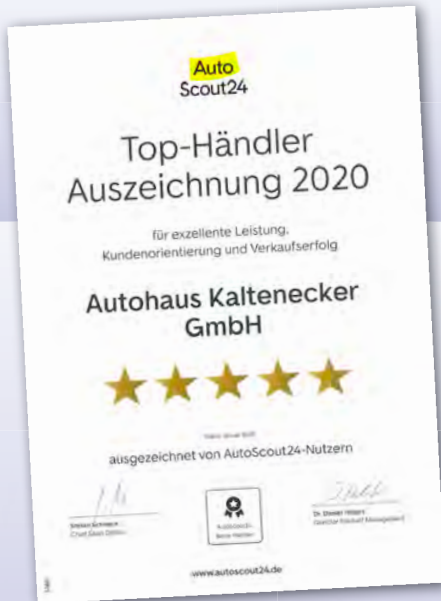 Auto
Scout24
Top-Händler
Auszeichnung 2020
für exzellente Leistung,
Kundenorientierung und Verkaufserfolg
Autohaus Kaltenecker
GmbH
ausgezeichnet von AutoScout24-Nutzern
www.autoscout24.de